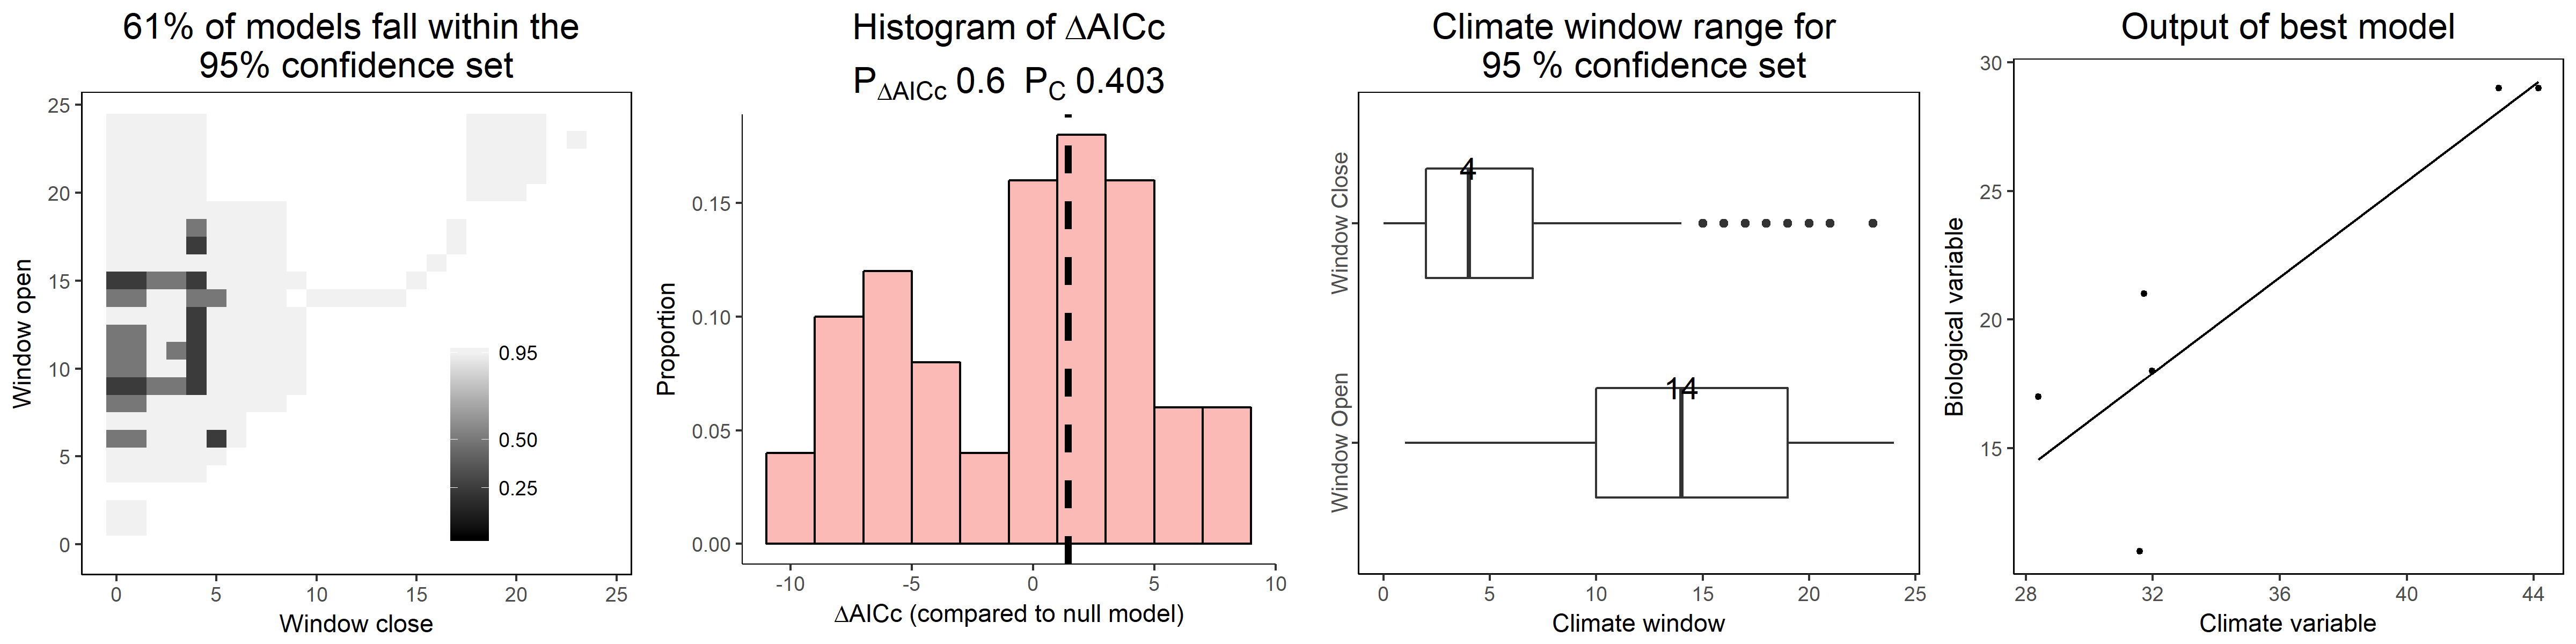 61% of models fall within the
95% confidence set
25
20
15
10
5
0
Window open
0
5
10
15
20
25
Window close
0.95
0.50
0.25
Histogram of ΔAICc
PΔAICc 0.6 PC 0.403
0.15
0.10
0.05
0.00
Proportion
-10
-5
0
5
10
ΔAICc (compared to null model)
Climate window range for
95 % confidence set
Window Close
Window Open
4
14
0
5
10
15
20
25
Climate window
Output of best model
30
25
20
15
Biological variable
28
32
36
40
44
Climate variable